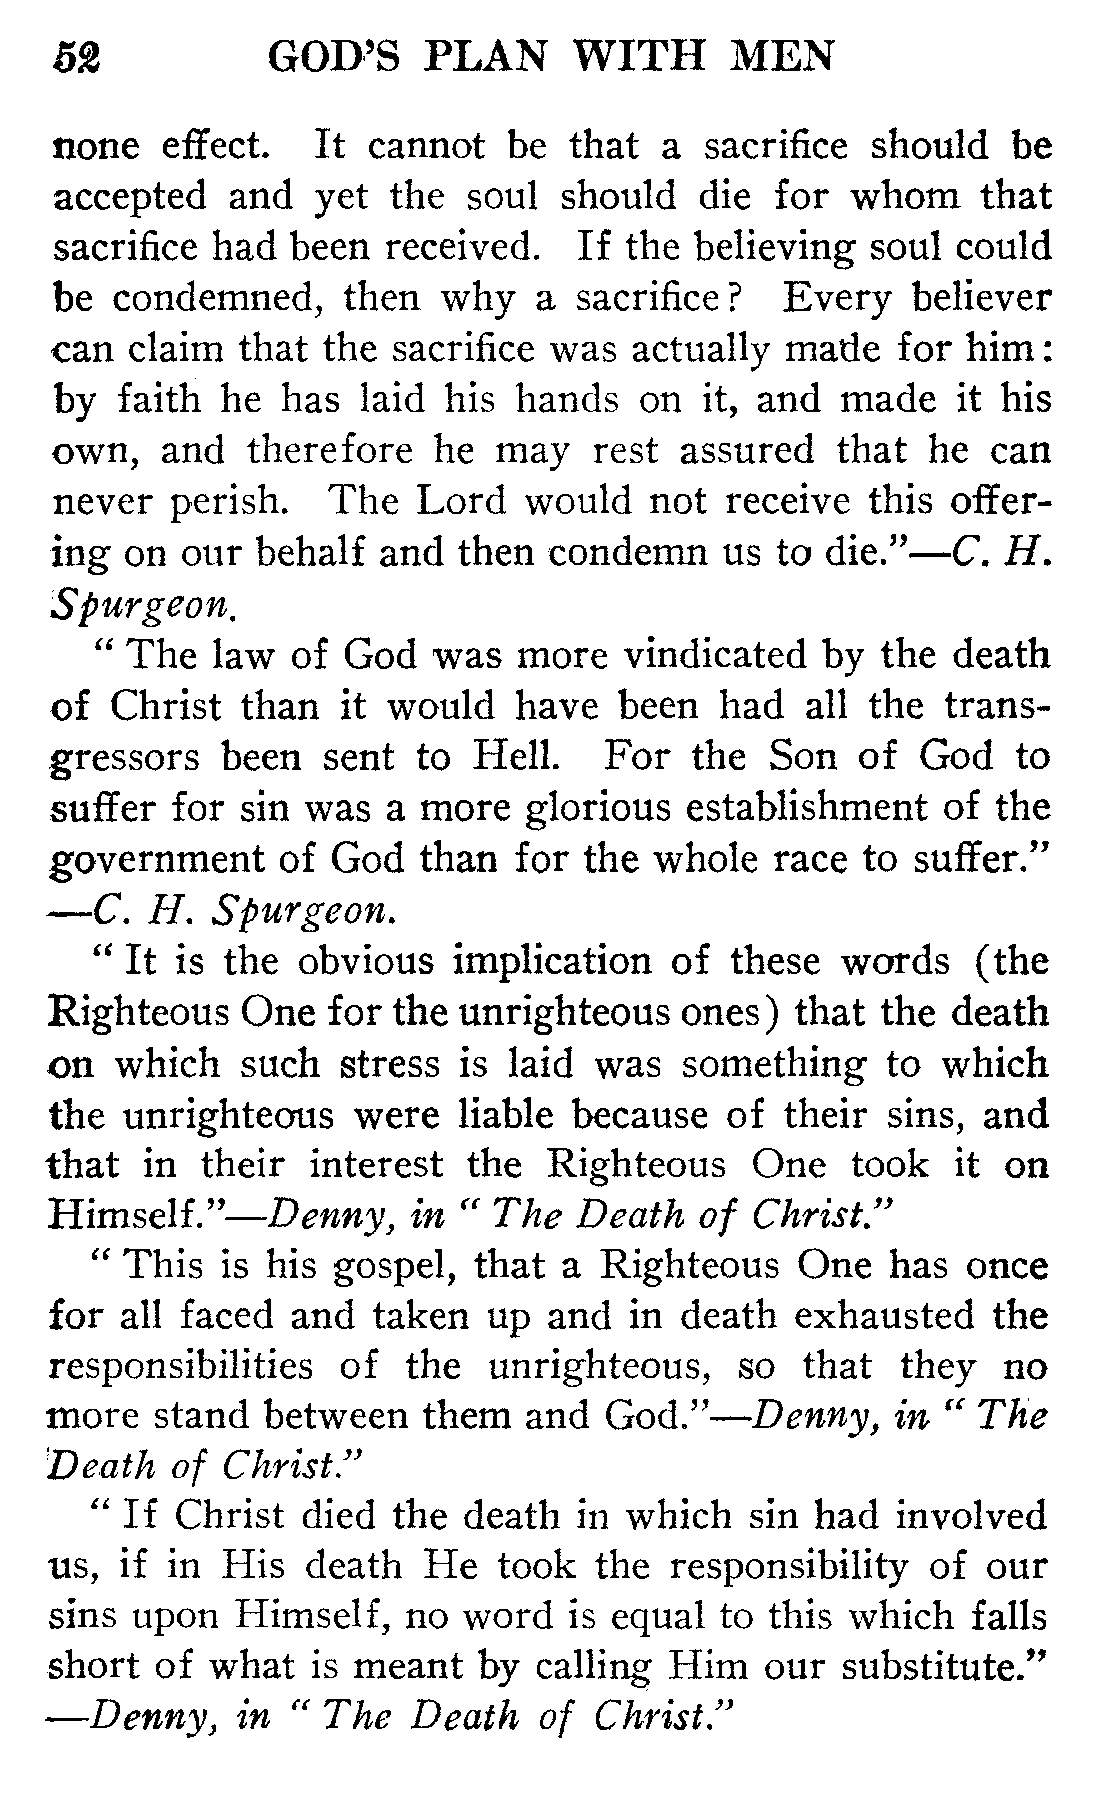 52 GOD'S PLAN WITH MEN
none effect. It cannot be that a sacrifice should be
accepted and yet the soul should die for whom that
sacrifice had been received. If the believing soul could
be condemned, then why a sacrifice? Every believer
can claim that the sacrifice was actually made for him:
by faith he has laid his hands on it, and made it his
own, and therefore he may rest assured that he can
never perish. The Lord would not receive this offer-
ing on our behalf and then condemn us to die."—C. H.
Spurgeon.
" The law of God was more vindicated by the death
of Christ than it would have been had all the trans-
gressors been sent to Hell. For the Son of God to
suffer for sin was a more glorious establishment of the
government of God than for the whole race to suffer."
—C. H. Spurgeon.
" It is the obvious implication of these words (the
Righteous One for the unrighteous ones) that the death
on which such stress is laid was something to which
the unrighteous were liable because of their sins, and
that in their interest the Righteous One took it on
Himself."—Denny, in " The Death of Christ."
" This is his gospel, that a Righteous One has once
for all faced and taken up and in death exhausted the
responsibilities of the unrighteous, so that they no
more stand between them and God."—Denny, in " The
Death of Christ."
" If Christ died the death in which sin had involved
us, if in His death He took the responsibility of our
sins upon Himself, no word is equal to this which falls
short of what is meant by calling Him our substitute."
—Denny, in " The Death of Christ."